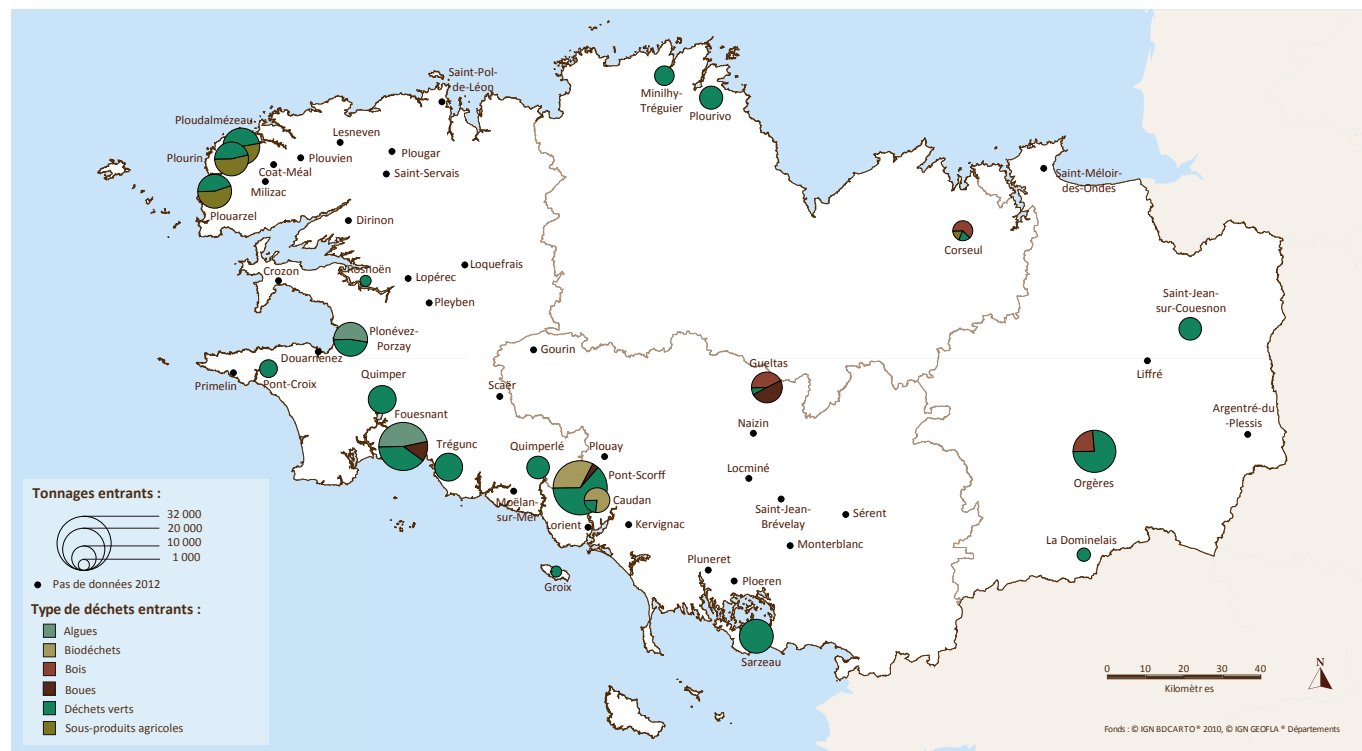 Saint-Pol-
de-Léon
Minilhy-
Tréguier
Plourivo
Ploudalmézeau
Lesneven
Plourin
Plouvien
Plougar
Coat-Méal
Saint-Servais
Milizac
Plouarzel
Saint-Méloir-
des-Ondes
Dirinon
Corseul
Crozon
Rosnoën
Lopérec
Loquefrais
Pleyben
Saint-Jean-
sur-Couesnon
Plonévez-
Porzay
Douarnenez
Gourin
Primelin
Pont-Croix
Quimper
Scaër
Gueltas
Liffré
Fouesnant
Trégunc
Quimperlé
Plouay
Naizin
Argentré-du
-Plessis
Pont-Scorff
Caudan
Locminé
Orgères
Moëlan-
sur-Mer
Lorient
Kervignac
Saint-Jean-
Brévelay
Sérent
Monterblanc
La Dominelais
Groix
Pluneret
Ploeren
Sarzeau
Tonnages entrants :
32 000
20 000
10 000
1 000
Pas de données 2012
Type de déchets entrants :
Algues
Biodéchets
Bois
Boues
Déchets verts
Sous-produits agricoles
0 10 20 30 40
Kilomètr es
N
Fonds : © IGN BDCARTO ® 2010, © IGN GEOFLA ® Départements